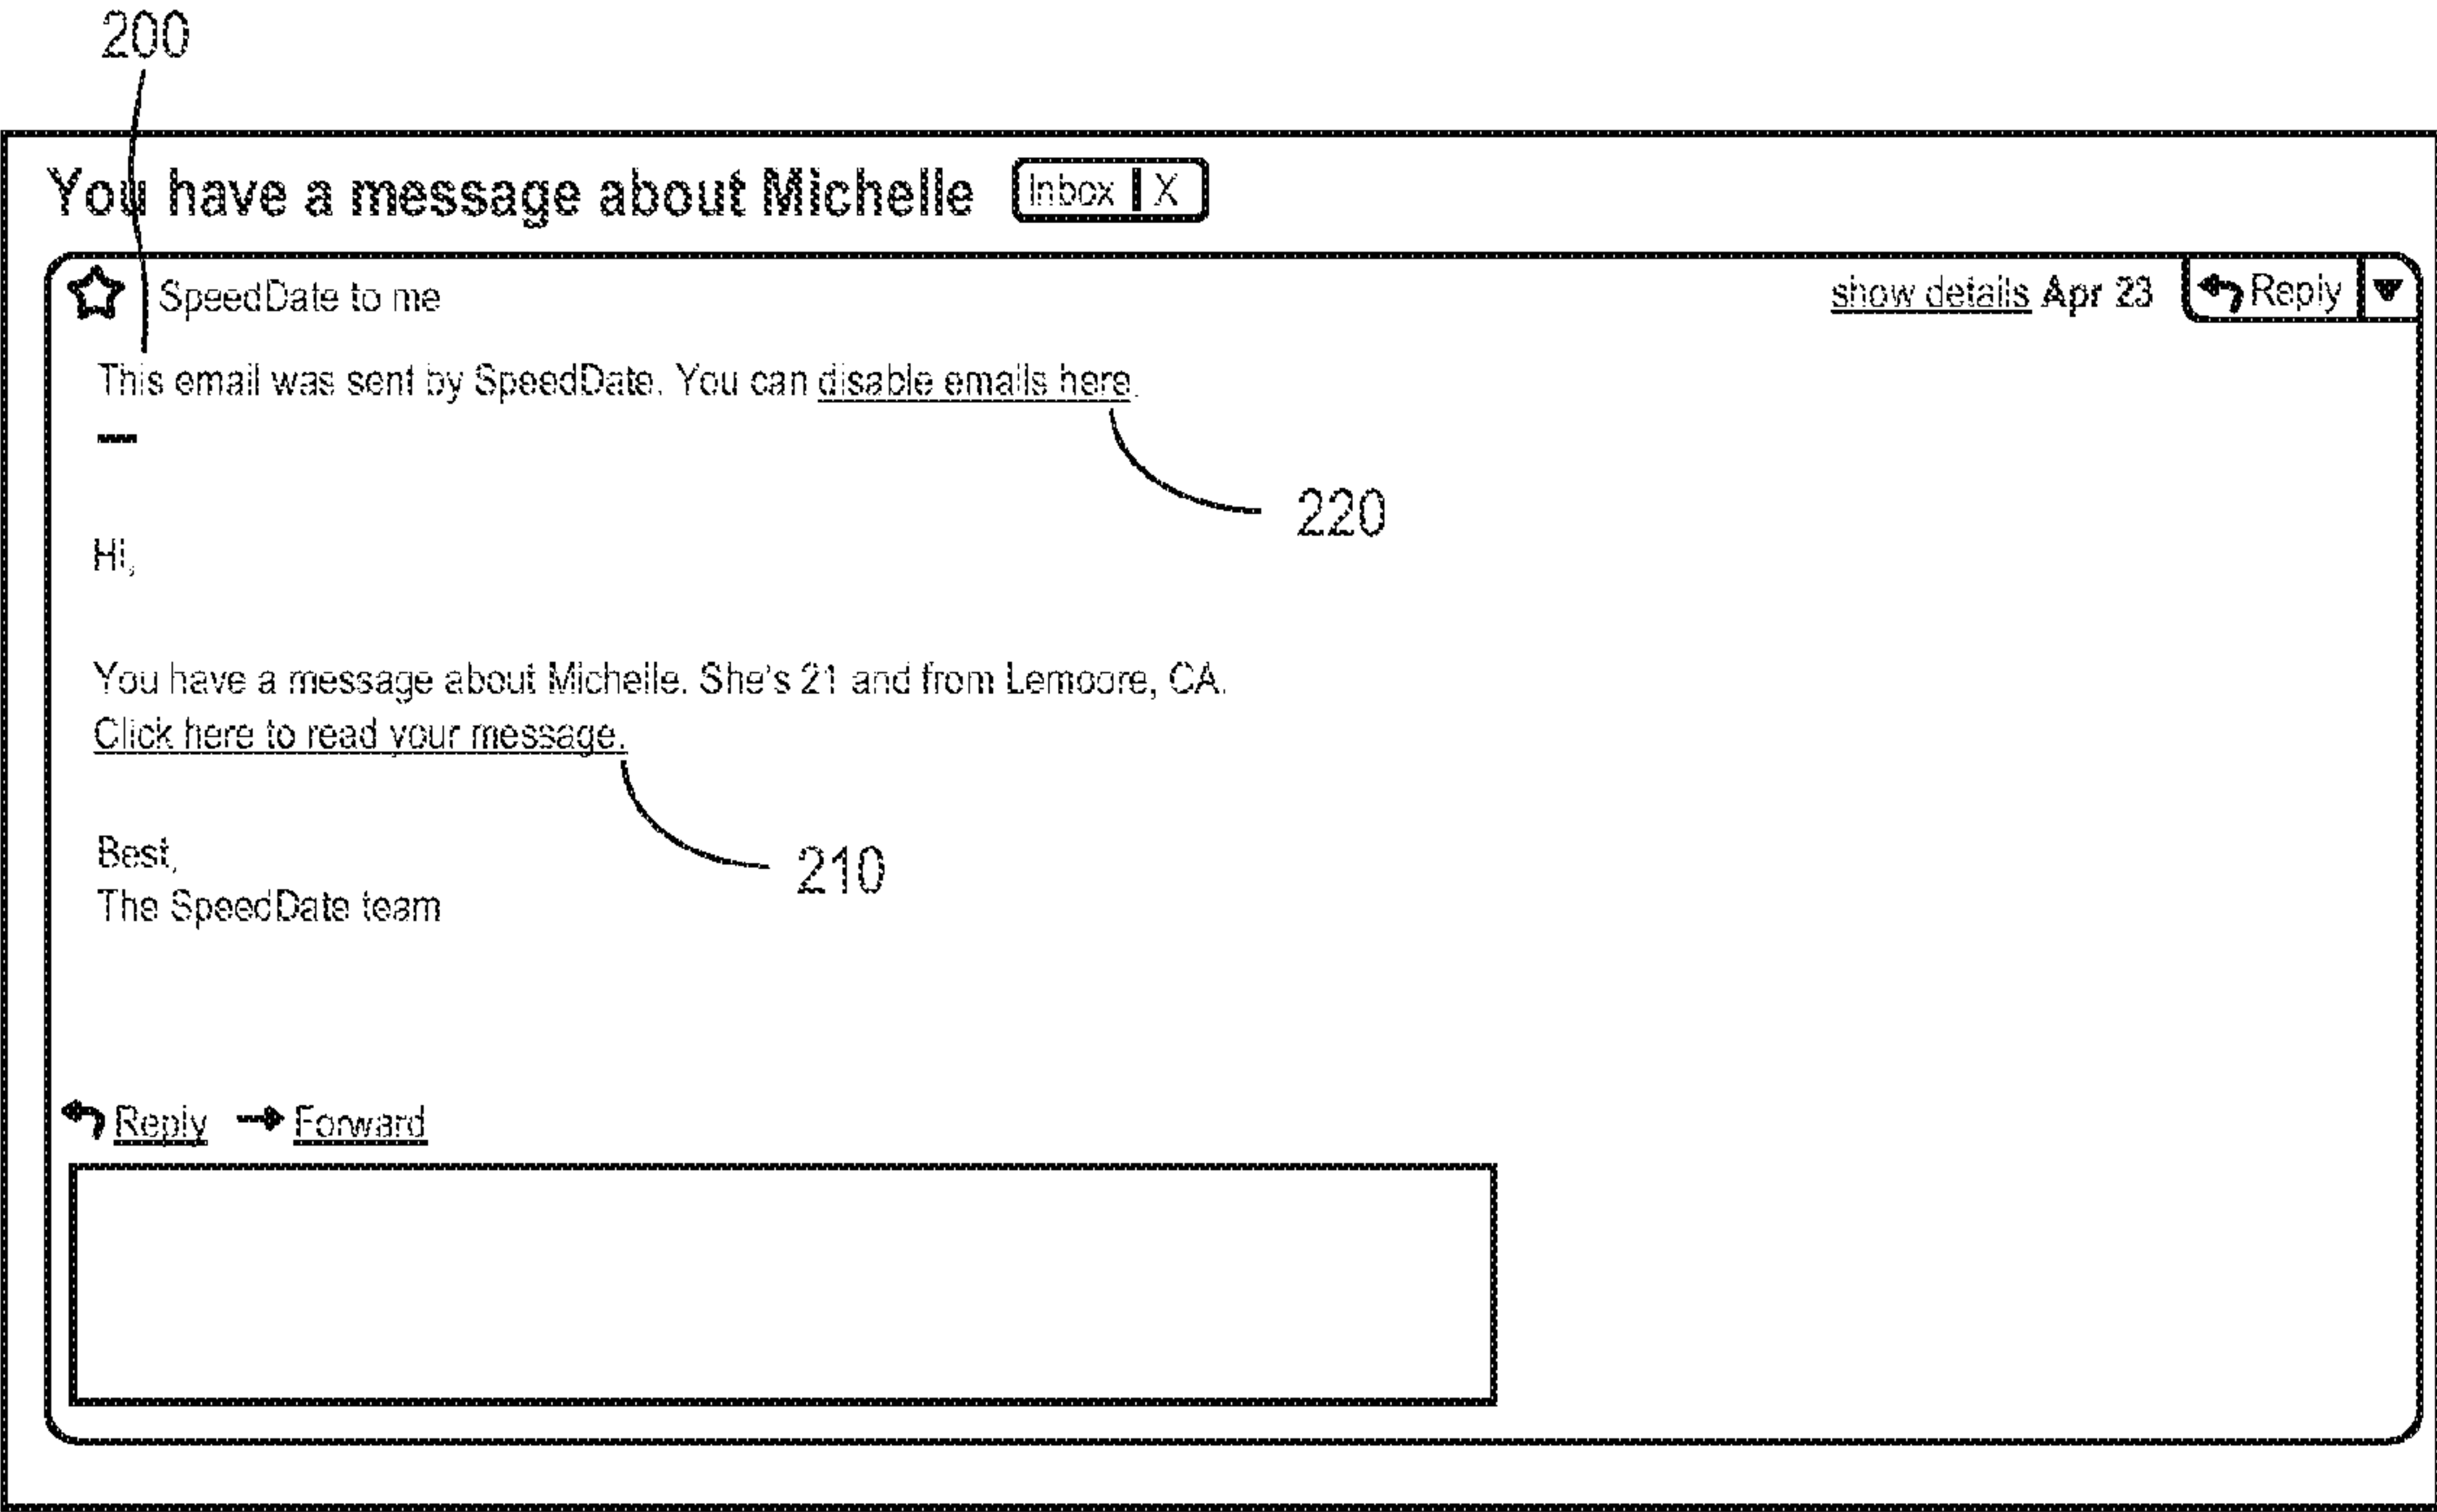 200
You have a message about Michelle Inbox X
SpeedDate to me show details Apr 23 Reply
This email was sent by SpeedDate. You can disable emails here.
220
Hi,
You have a message about Michelle. She's 21 and from Lemoore, CA.
Click here to read your message.
210
Best,
The SpeedDate team
Reply Forward